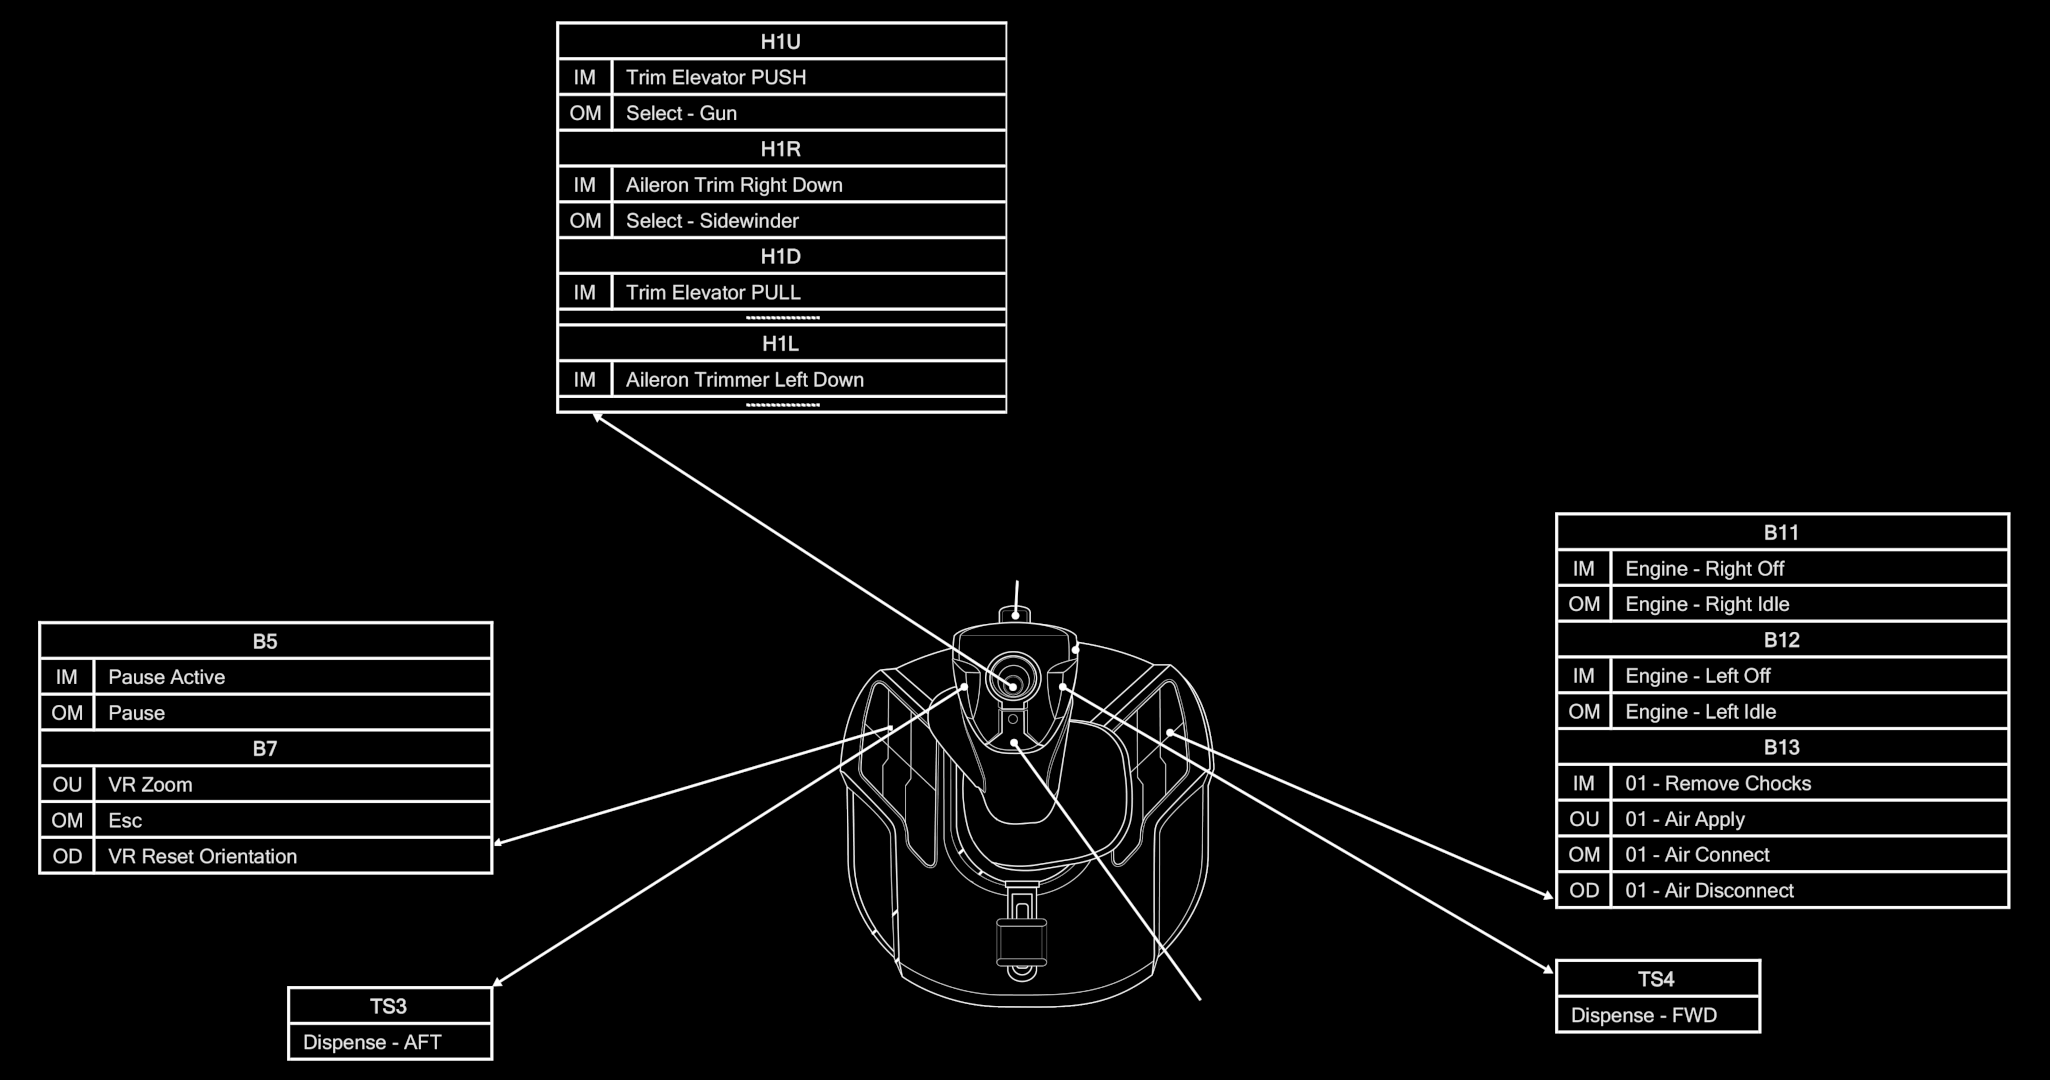 H1U
IM Trim Elevator PUSH
OM Select - Gun
H1R
IM Aileron Trim Right Down
OM Select - Sidewinder
H1D
IM Trim Elevator PULL
H1L
IM Aileron Trimmer Left Down
B5
IM Pause Active
OM Pause
B7
OU VR Zoom
OM Esc
OD VR Reset Orientation
TS3
Dispense - AFT
B11
IM Engine - Right Off
OM Engine - Right Idle
B12
IM Engine - Left Off
OM Engine - Left Idle
B13
IM 01 - Remove Chocks
OU 01 - Air Apply
OM 01 - Air Connect
OD 01 - Air Disconnect
TS4
Dispense - FWD